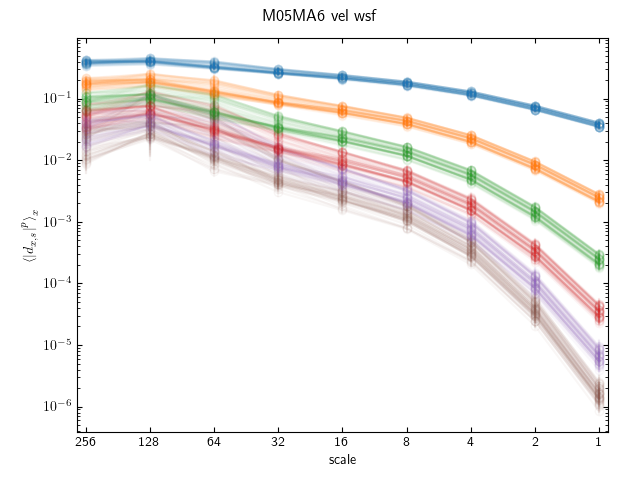 M05MA6 vel wsf
⟨|d_{x,s}|^p⟩_x
10^{-1}
10^{-2}
10^{-3}
10^{-4}
10^{-5}
10^{-6}
256 128 64 32 16 8 4 2 1
scale